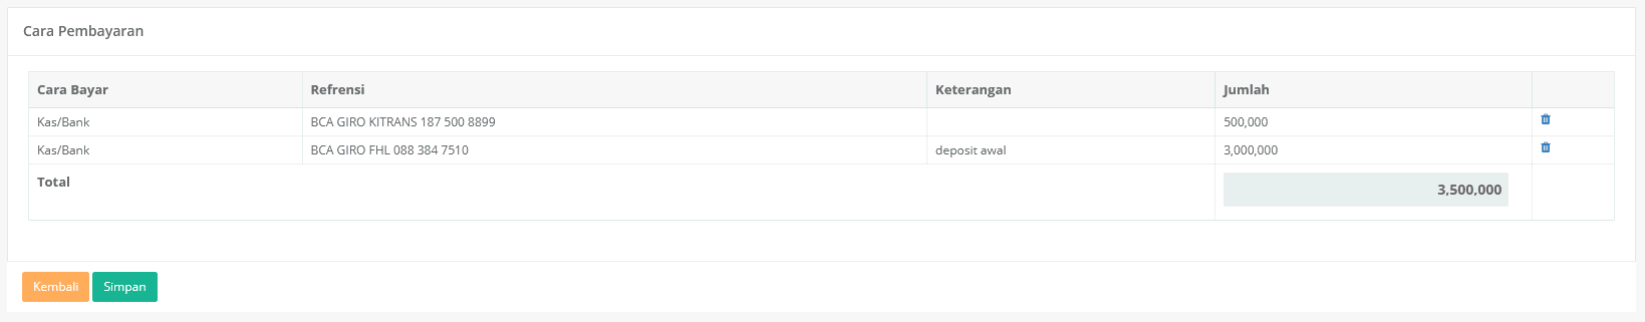 Cara Pembayaran
Cara Bayar Refrensi Keterangan Jumlah
Kas/Bank BCA GIRO KITRANS 187 500 8899 500,000
Kas/Bank BCA GIRO FHL 088 384 7510 deposit awal 3,000,000
Total 3,500,000
Kembali Simpan